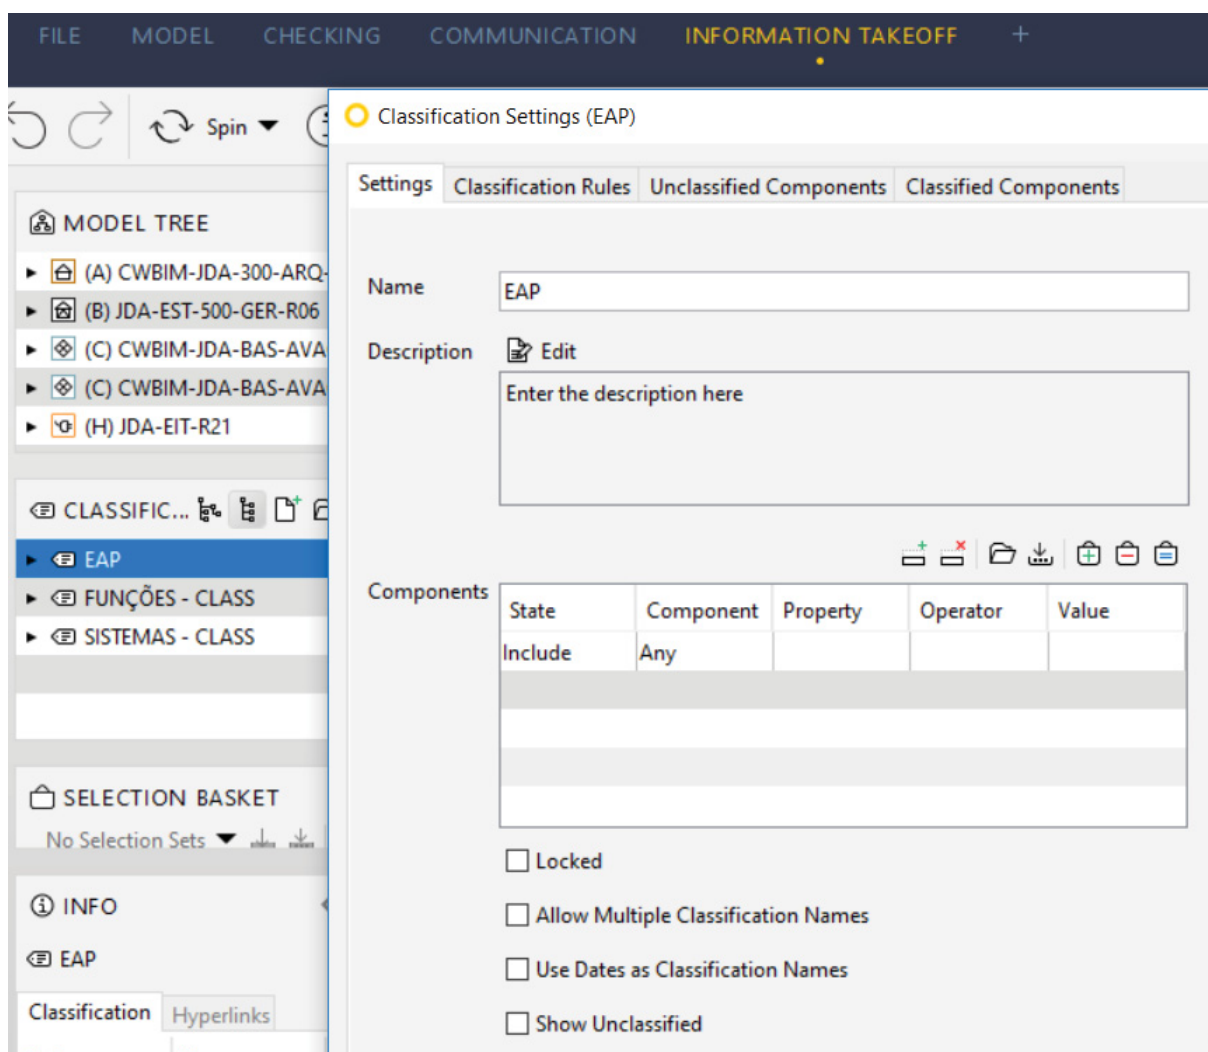 FILE MODEL CHECKING COMMUNICATION INFORMATION TAKEOFF +
Spin
Classification Settings (EAP)
Settings Classification Rules Unclassified Components Classified Components
MODEL TREE
(A) CWBIM-JDA-300-ARQ-
(B) JDA-EST-500-GER-R06
(C) CWBIM-JDA-BAS-AVA
(C) CWBIM-JDA-BAS-AVA
(H) JDA-EIT-R21
CLASSIFIC...
EAP
FUNÇÕES - CLASS
SISTEMAS - CLASS
SELECTION BASKET
No Selection Sets
INFO
EAP
Classification Hyperlinks
Name EAP
Description Edit
Enter the description here
Components
State Component Property Operator Value
Include Any
Locked
Allow Multiple Classification Names
Use Dates as Classification Names
Show Unclassified